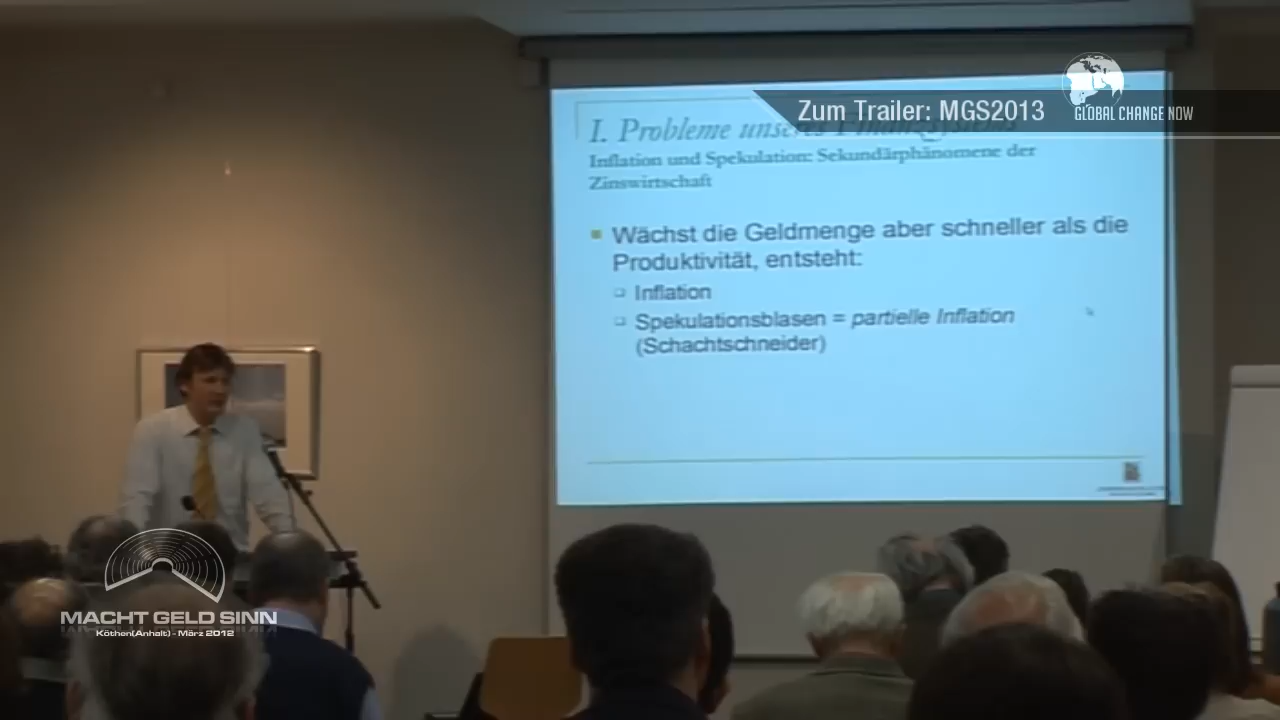 Zum Trailer: MGS2013
GLOBAL CHANGE NOW
I. Probleme unseres Finanzsystems
Inflation und Spekulation: Sekundärphänomene der
Zinswirtschaft
Wächst die Geldmenge aber schneller als die
Produktivität, entsteht:
Inflation
Spekulationsblasen = partielle Inflation
(Schachtschneider)
MACHT GELD SINN
Köthen(Anhalt) - März 2012